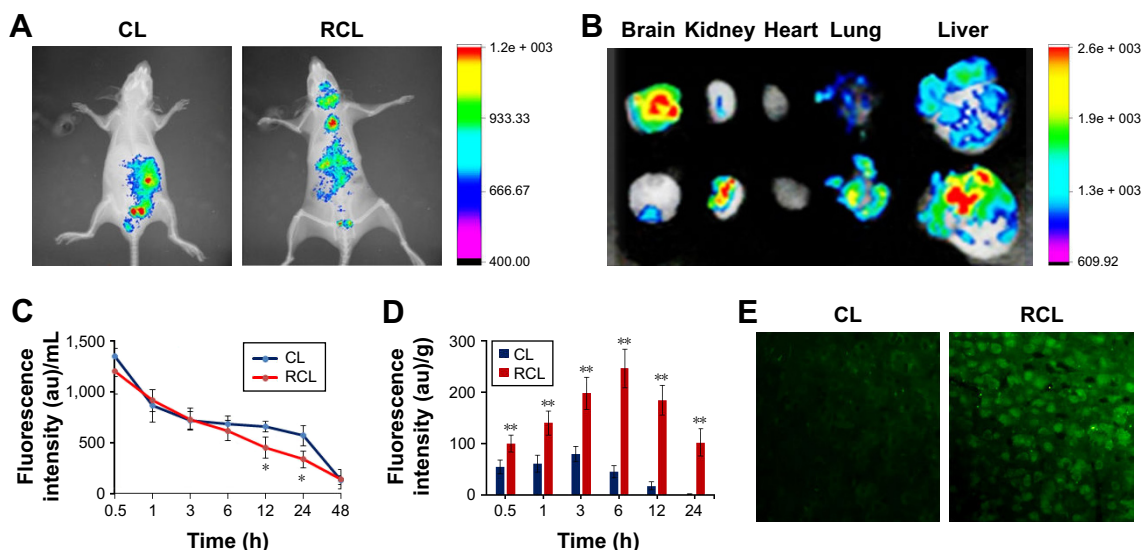 A
CL
RCL
1.2e + 003
933.33
666.67
400.00
B
Brain Kidney Heart Lung Liver
2.6e + 003
1.9e + 003
1.3e + 003
609.92
C
Fluorescence
intensity (au)/mL
1,500
1,000
500
0
CL
RCL
*
*
0.5 1 3 6 12 24 48
Time (h)
D
Fluorescence
intensity (au)/g)
300
200
100
0
CL
RCL
**
**
**
**
**
**
0.5 1 3 6 12 24
Time (h)
E
CL
RCL